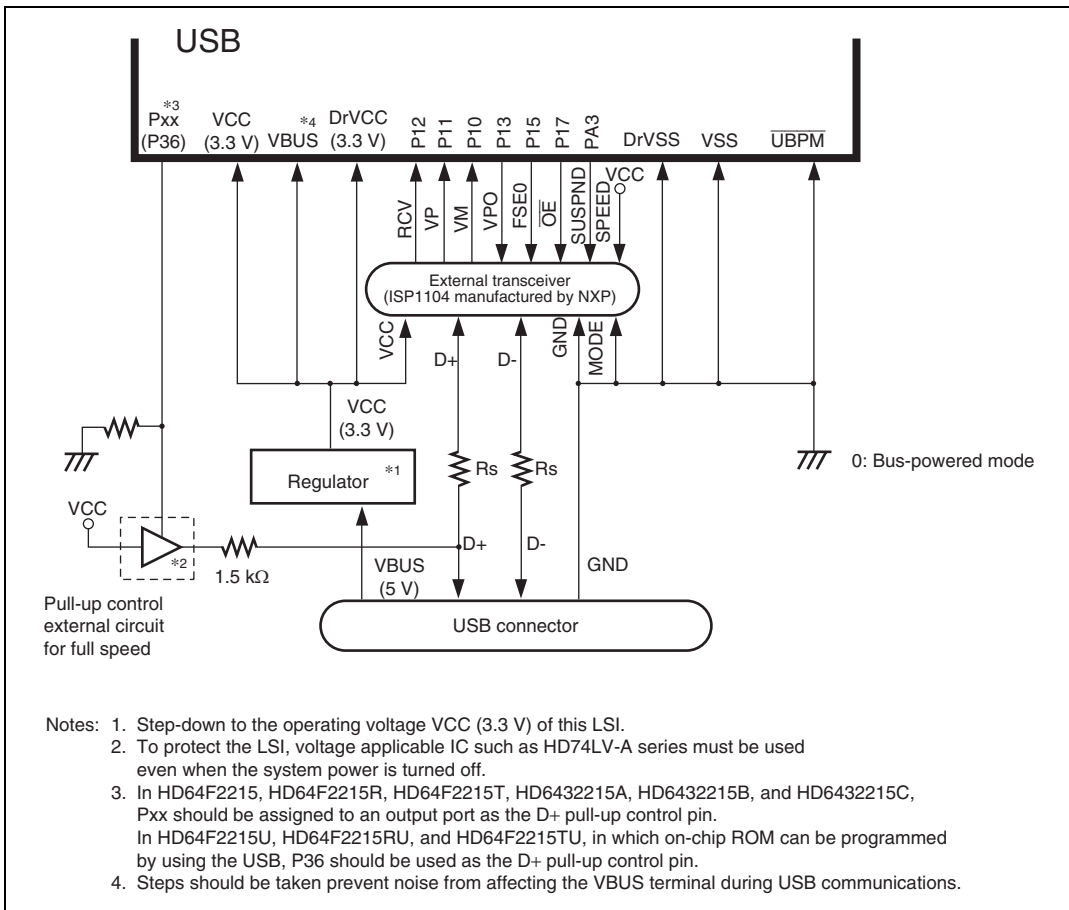 USB
*3
Pxx
(P36)
VCC
(3.3 V)
*4
VBUS
DrVCC
(3.3 V)
P12
P11
P10
P13
P15
P17
PA3
DrVSS
VSS
UBPM
RCV
VP
VM
VPO
FSE0
OE
SUSPND
SPEED
VCC
External transceiver
(ISP1104 manufactured by NXP)
VCC
D+
D-
GND
MODE
VCC
(3.3 V)
Regulator *1
Rs
Rs
0: Bus-powered mode
VCC
*2
1.5 kΩ
D+
D-
VBUS
(5 V)
GND
Pull-up control
external circuit
for full speed
USB connector
Notes: 1. Step-down to the operating voltage VCC (3.3 V) of this LSI.
2. To protect the LSI, voltage applicable IC such as HD74LV-A series must be used
even when the system power is turned off.
3. In HD64F2215, HD64F2215R, HD64F2215T, HD6432215A, HD6432215B, and HD6432215C,
Pxx should be assigned to an output port as the D+ pull-up control pin.
In HD64F2215U, HD64F2215RU, and HD64F2215TU, in which on-chip ROM can be programmed
by using the USB, P36 should be used as the D+ pull-up control pin.
4. Steps should be taken prevent noise from affecting the VBUS terminal during USB communications.